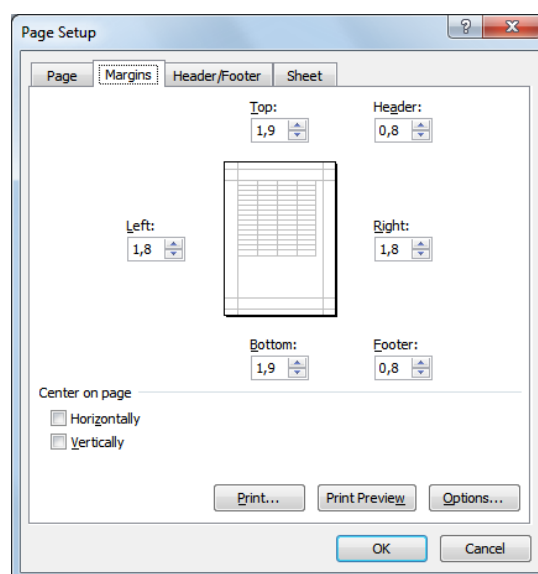 Page Setup
Page Margins Header/Footer Sheet
Top: Header:
1,9 0,8
Left: Right:
1,8 1,8
Bottom: Footer:
1,9 0,8
Center on page
Horizontally
Vertically
Print... Print Preview Options...
OK Cancel